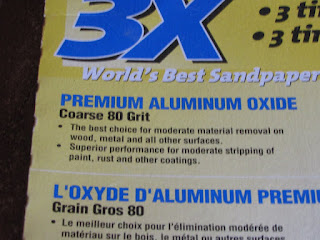 3X
• 3 ti
• 3 ti
World's Best Sandpaper
PREMIUM ALUMINUM OXIDE
Coarse 80 Grit
• The best choice for moderate material removal on
wood, metal and all other surfaces.
• Superior performance for moderate stripping of
paint, rust and other coatings.
L'OXYDE D'ALUMINUM PREMI
Grain Gros 80
• Le meilleur choix pour l'élimination modérée de
matériau sur le bois, le métal ou autres surfaces